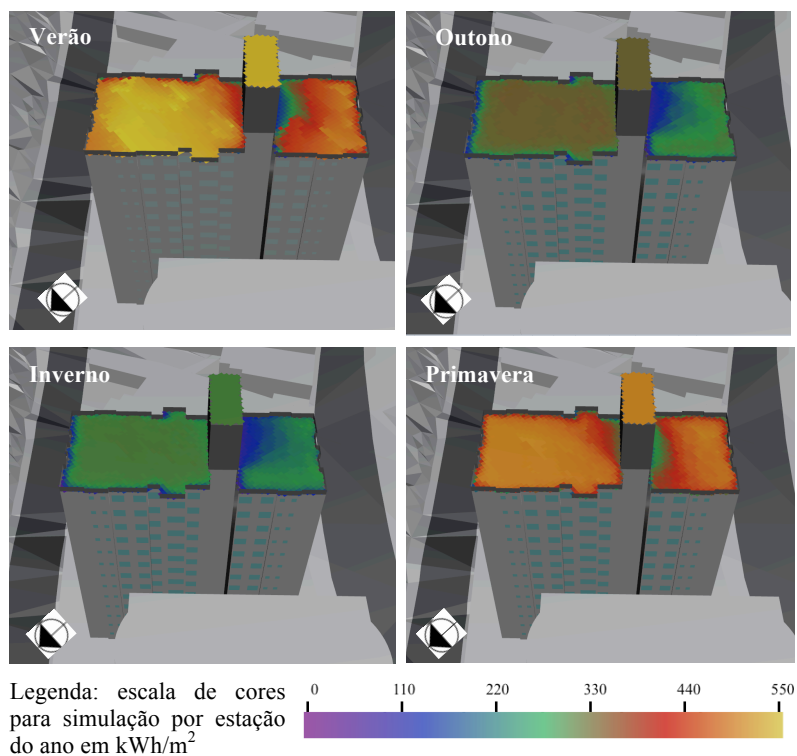 Verão
Outono
Inverno
Primavera
Legenda: escala de cores
para simulação por estação
do ano em kWh/m²
0 110 220 330 440 550